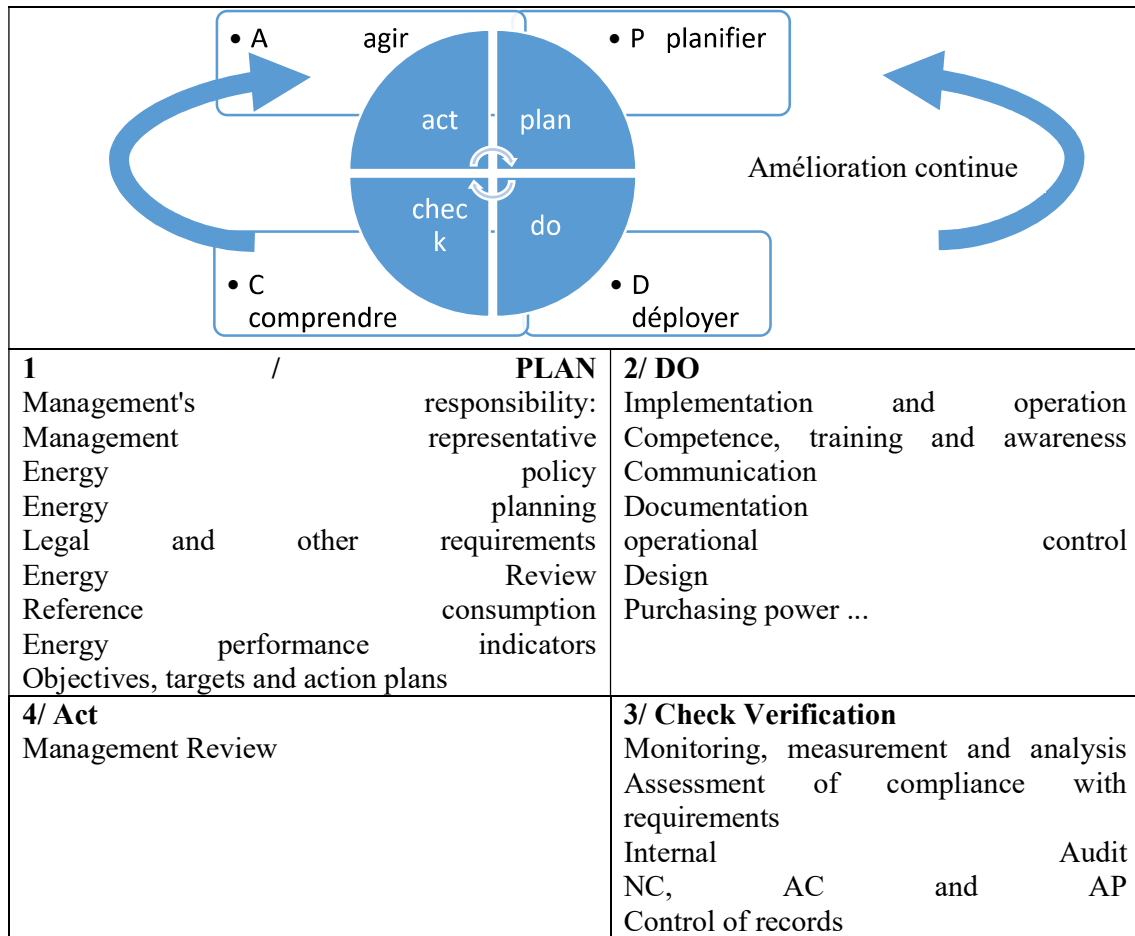 • A agir
• P planifier
act
plan
Amélioration continue
chec
k
do
• C
comprendre
• D
déployer
1 / PLAN
Management's responsibility:
Management representative
Energy policy
Energy planning
Legal and other requirements
Energy Review
Reference consumption
Energy performance indicators
Objectives, targets and action plans
2/ DO
Implementation and operation
Competence, training and awareness
Communication
Documentation
operational control
Design
Purchasing power ...
4/ Act
Management Review
3/ Check Verification
Monitoring, measurement and analysis
Assessment of compliance with
requirements
Internal Audit
NC, AC and AP
Control of records